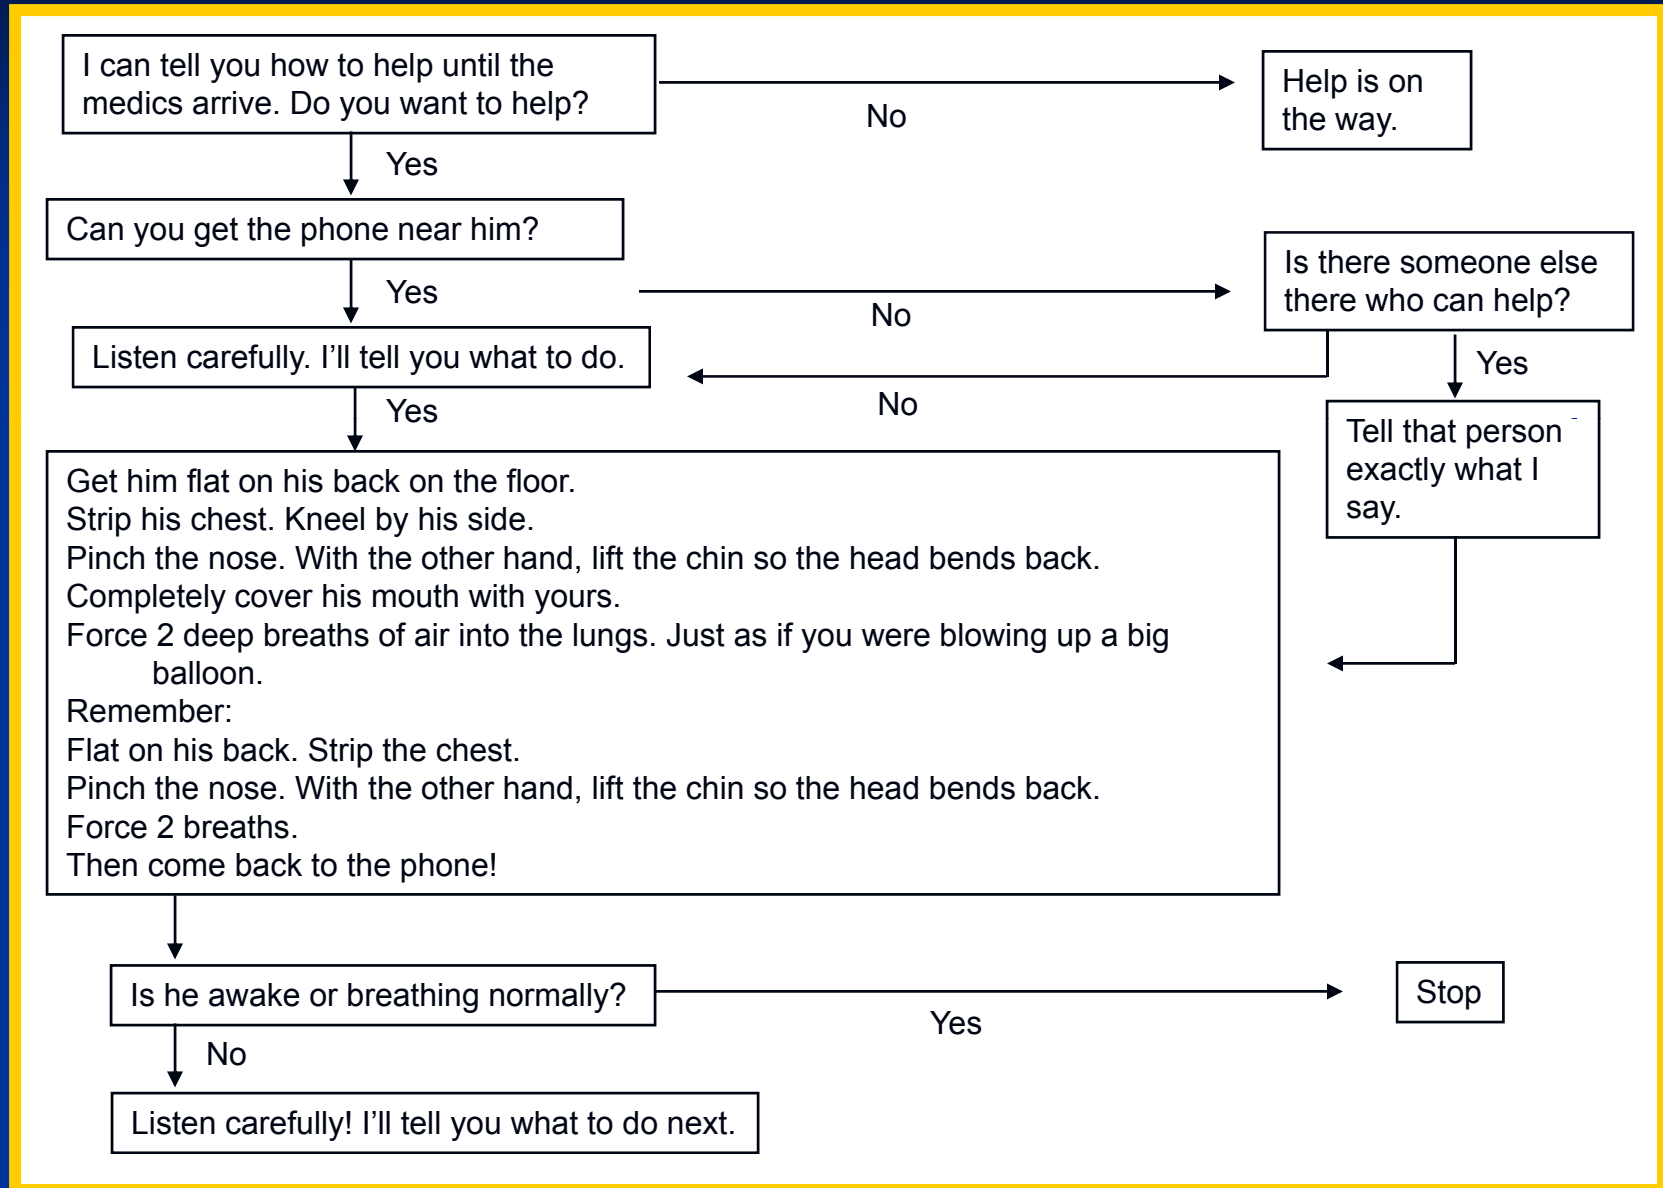 I can tell you how to help until the
medics arrive. Do you want to help?
No
Help is on
the way.
Yes
Can you get the phone near him?
Yes
No
Is there someone else
there who can help?
Listen carefully. I’ll tell you what to do.
No
Yes
Yes
Tell that person
exactly what I
say.
Get him flat on his back on the floor.
Strip his chest. Kneel by his side.
Pinch the nose. With the other hand, lift the chin so the head bends back.
Completely cover his mouth with yours.
Force 2 deep breaths of air into the lungs. Just as if you were blowing up a big
balloon.
Remember:
Flat on his back. Strip the chest.
Pinch the nose. With the other hand, lift the chin so the head bends back.
Force 2 breaths.
Then come back to the phone!
Is he awake or breathing normally?
Yes
Stop
No
Listen carefully! I’ll tell you what to do next.